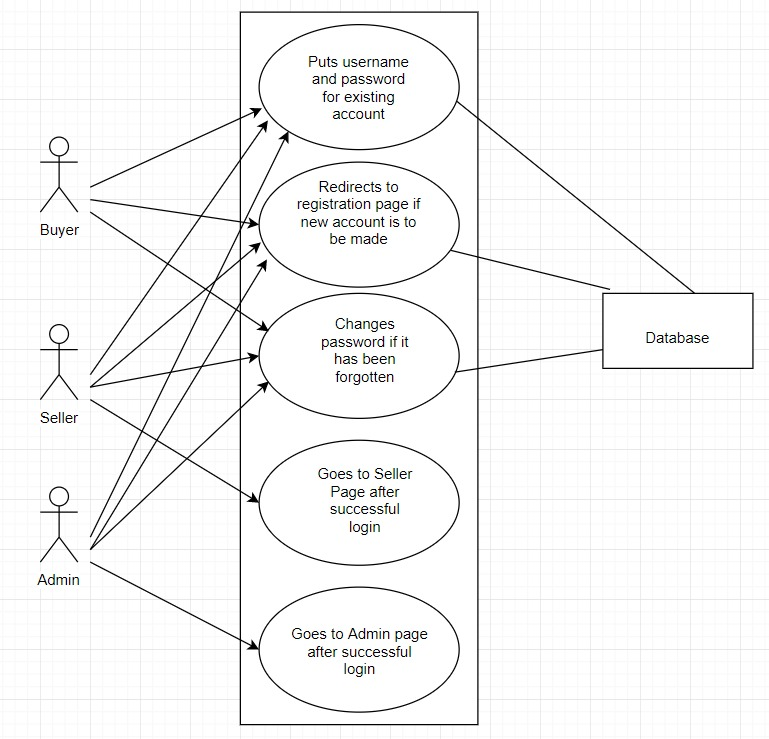 Puts username
and password
for existing
account
Redirects to
registration page if
new account is to
be made
Buyer
Changes
password if it
has been
forgotten
Database
Seller
Goes to Seller
Page after
successful
login
Admin
Goes to Admin page
after successful
login